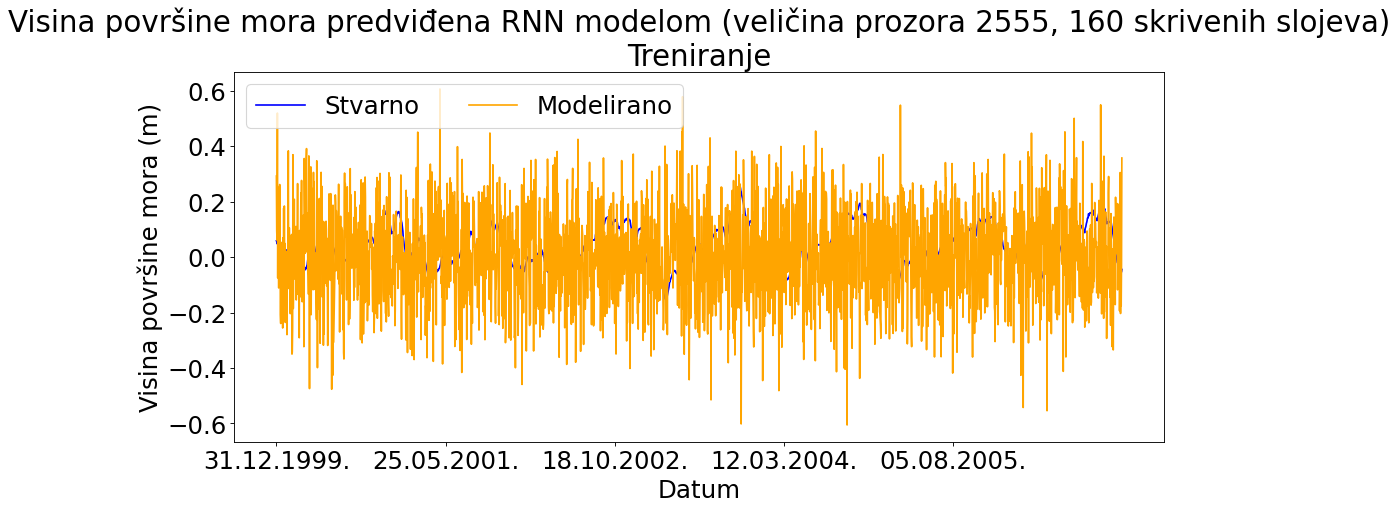 Visina površine mora predviđena RNN modelom (veličina prozora 2555, 160 skrivenih slojeva)
Treniranje
Stvarno Modelirano
Visina površine mora (m)
0.6
0.4
0.2
0.0
−0.2
−0.4
−0.6
31.12.1999. 25.05.2001. 18.10.2002. 12.03.2004. 05.08.2005.
Datum